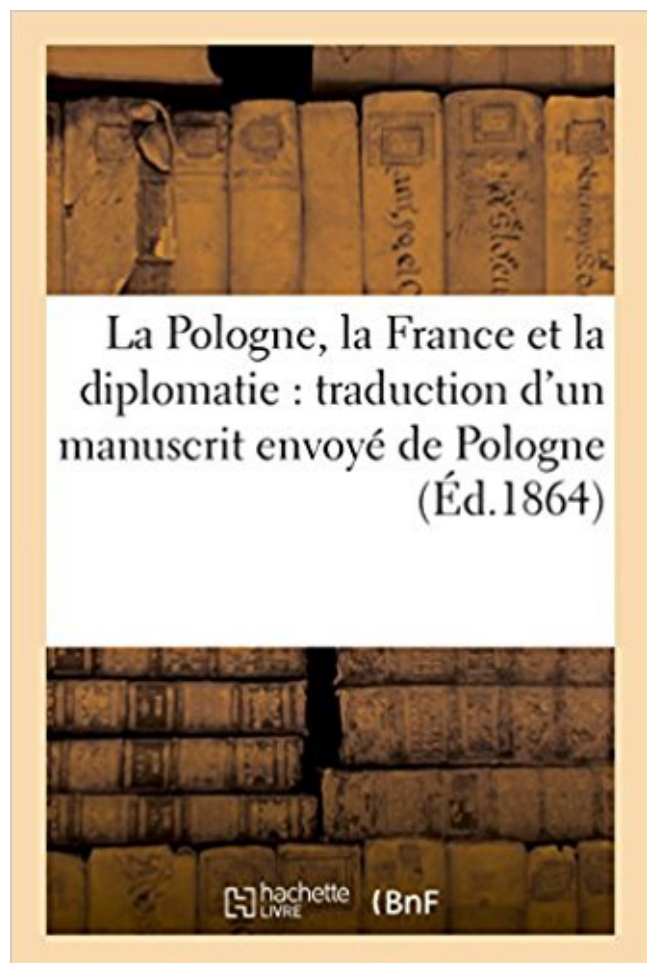 La Pologne, la France et la
diplomatie : traduction d’un
manuscrit envoyé de Pologne
(Éd.1864)
hachette
LIVRE
(BnF